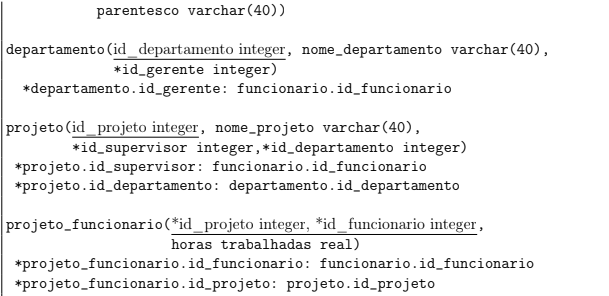 parentesco varchar(40))
departamento(id_departamento integer, nome_departamento varchar(40),
*id_gerente integer)
*departamento.id_gerente: funcionario.id_funcionario
projeto(id_projeto integer, nome_projeto varchar(40),
*id_supervisor integer,*id_departamento integer)
*projeto.id_supervisor: funcionario.id_funcionario
*projeto.id_departamento: departamento.id_departamento
projeto_funcionario(*id_projeto integer, *id_funcionario integer,
horas trabalhadas real)
*projeto_funcionario.id_funcionario: funcionario.id_funcionario
*projeto_funcionario.id_projeto: projeto.id_projeto